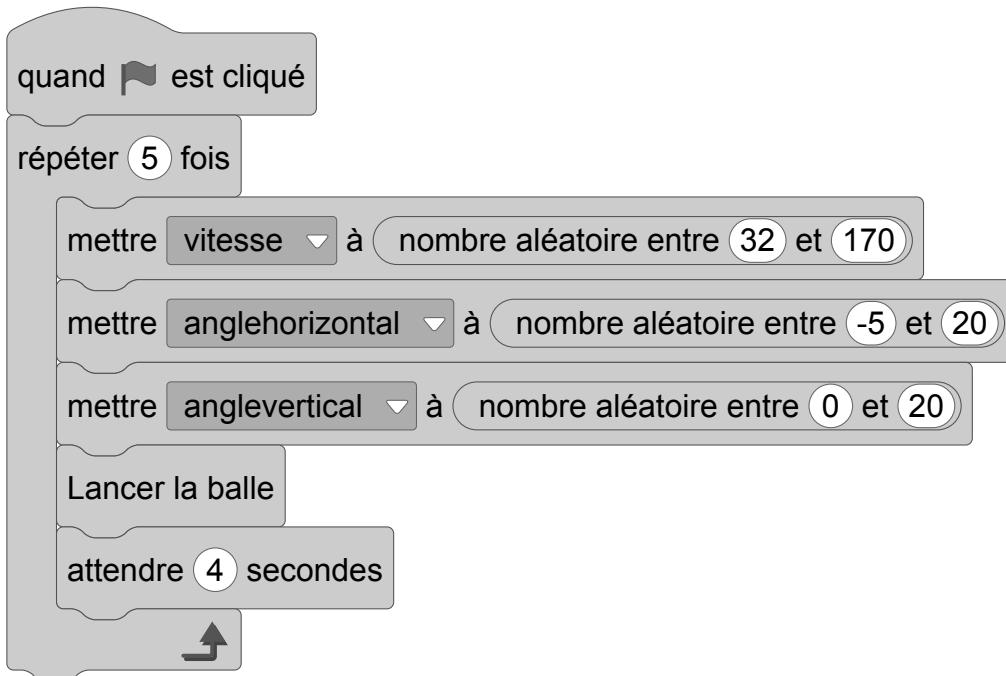 quand est cliqué
répéter 5 fois
mettre vitesse à nombre aléatoire entre 32 et 170
mettre anglehorizontal à nombre aléatoire entre -5 et 20
mettre anglevertical à nombre aléatoire entre 0 et 20
Lancer la balle
attendre 4 secondes